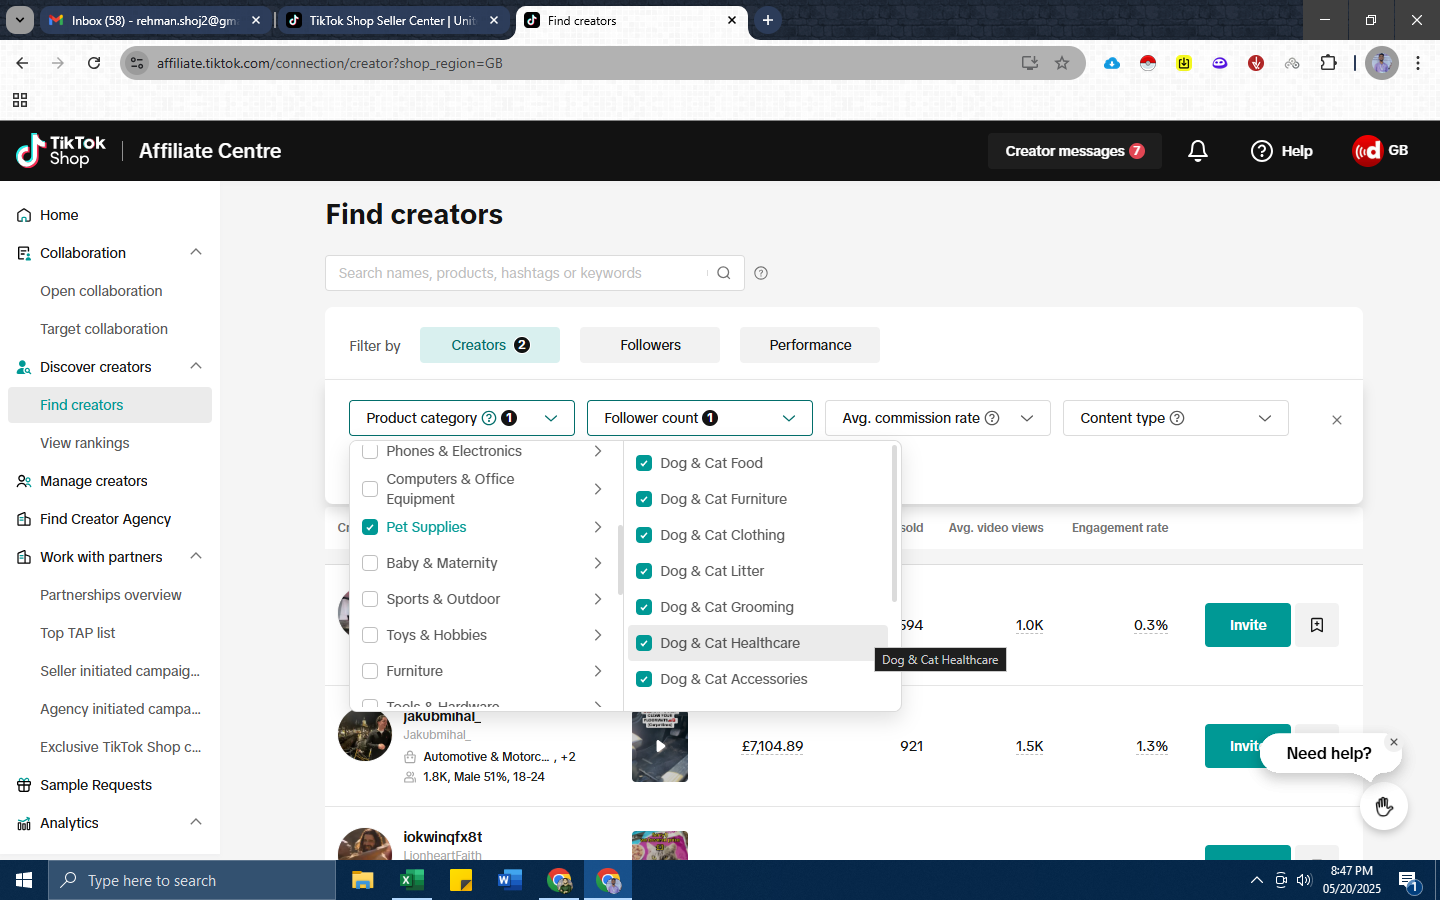 Inbox (58) - rehman.shoj2@gm
TikTok Shop Seller Center | Unit
Find creators
affiliate.tiktok.com/connection/creator?shop_region=GB
TikTok
Shop
Affiliate Centre
Creator messages 7
Help
GB
Home
Collaboration
Open collaboration
Target collaboration
Discover creators
Find creators
View rankings
Manage creators
Find Creator Agency
Work with partners
Partnerships overview
Top TAP list
Seller initiated campaig...
Agency initiated campa...
Exclusive TikTok Shop c...
Sample Requests
Analytics
Find creators
Search names, products, hashtags or keywords
Filter by
Creators 2
Followers
Performance
Product category 1
Follower count 1
Avg. commission rate
Content type
Phones & Electronics
Computers & Office
Equipment
Pet Supplies
Baby & Maternity
Sports & Outdoor
Toys & Hobbies
Furniture
Tools & Hardware
Dog & Cat Food
Dog & Cat Furniture
Dog & Cat Clothing
Dog & Cat Litter
Dog & Cat Grooming
Dog & Cat Healthcare
Dog & Cat Accessories
Dog & Cat Healthcare
Cr
sold
Avg. video views
Engagement rate
594
1.0K
0.3%
Invite
jakubmihal_
Jakubmihal_
Automotive & Motorc... , +2
1.8K, Male 51%, 18-24
£7,104.89
921
1.5K
1.3%
Invite
Need help?
iokwinqfx8t
LionheartFaith
Type here to search
8:47 PM
05/20/2025
1